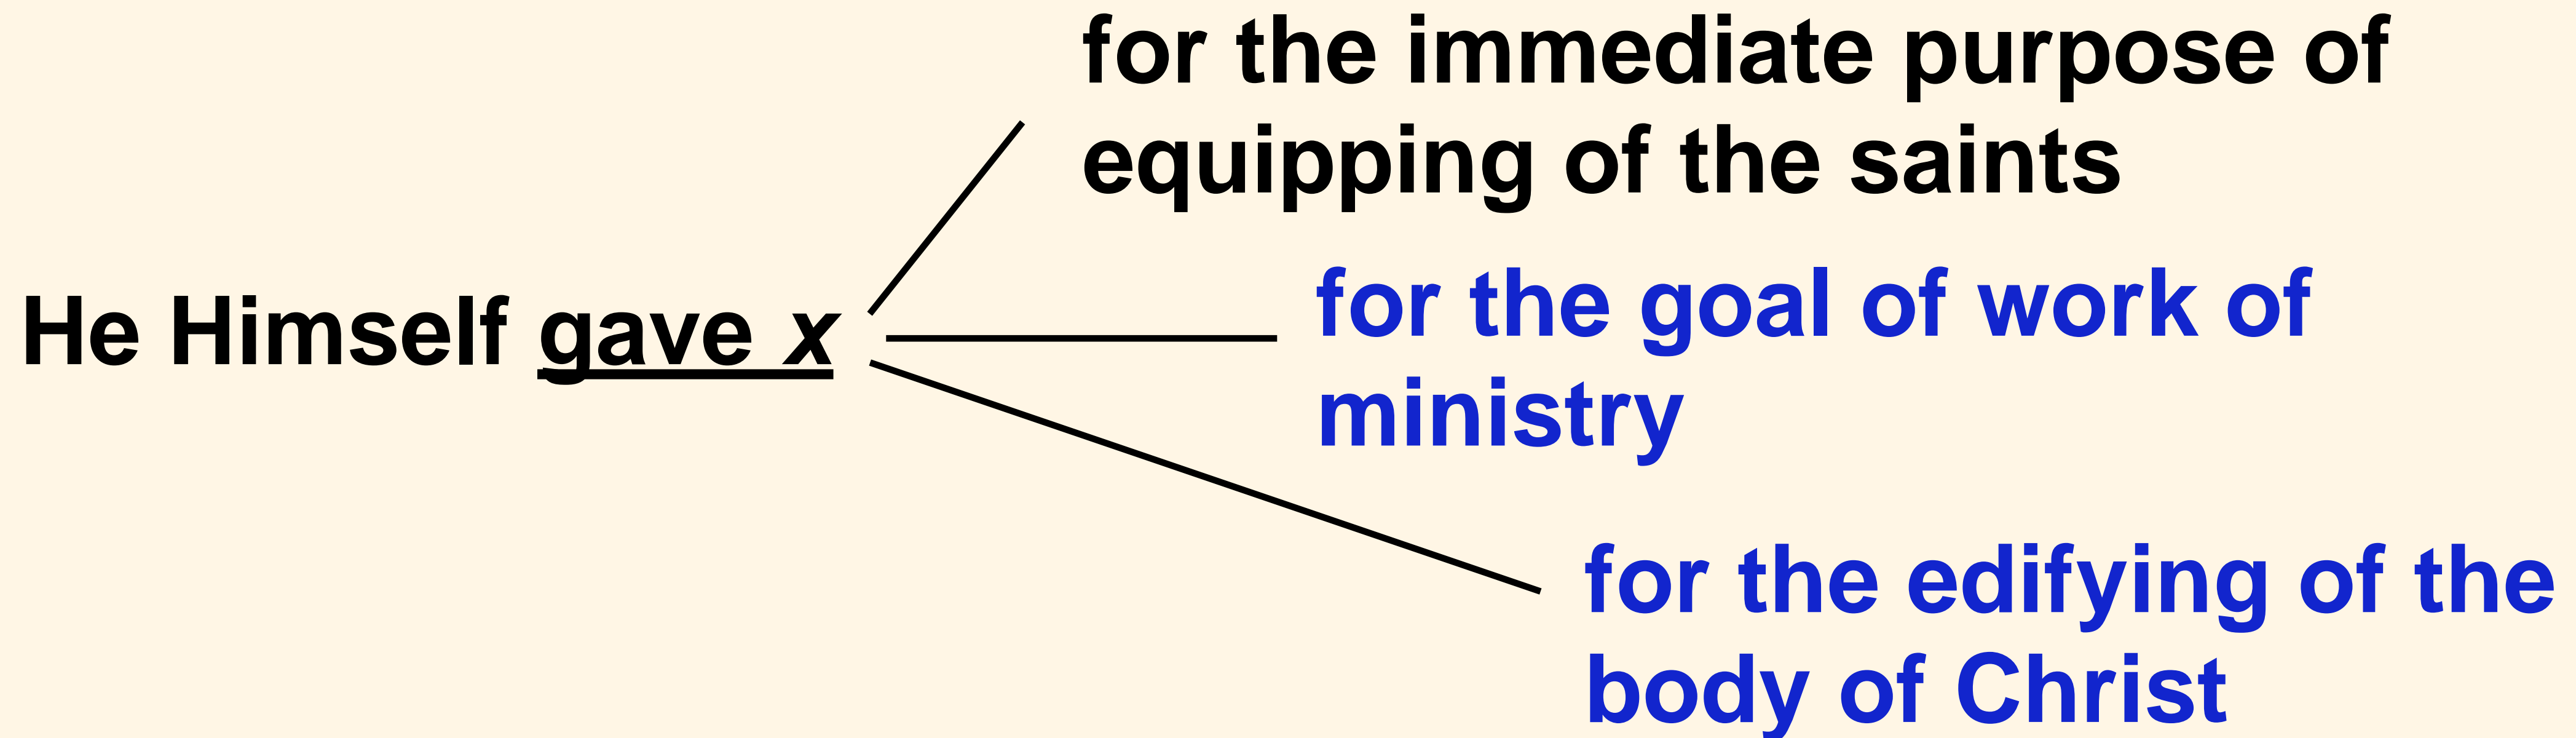 for the immediate purpose of
equipping of the saints
He Himself gave x
for the goal of work of
ministry
for the edifying of the
body of Christ